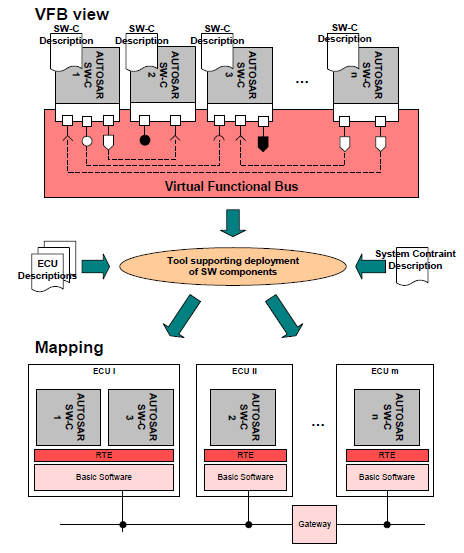 VFB view
SW-C
Description
SW-C
Description
SW-C
Description
SW-C
Description
AUTOSAR
SW-C
1
AUTOSAR
SW-C
2
AUTOSAR
SW-C
3
...
AUTOSAR
SW-C
n
Virtual Functional Bus
ECU
Descriptions
Tool supporting deployment
of SW components
System Contraint
Description
Mapping
ECU I
ECU II
ECU m
AUTOSAR
SW-C
1
AUTOSAR
SW-C
3
AUTOSAR
SW-C
2
...
AUTOSAR
SW-C
n
RTE
RTE
RTE
Basic Software
Basic Software
Basic Software
Gateway